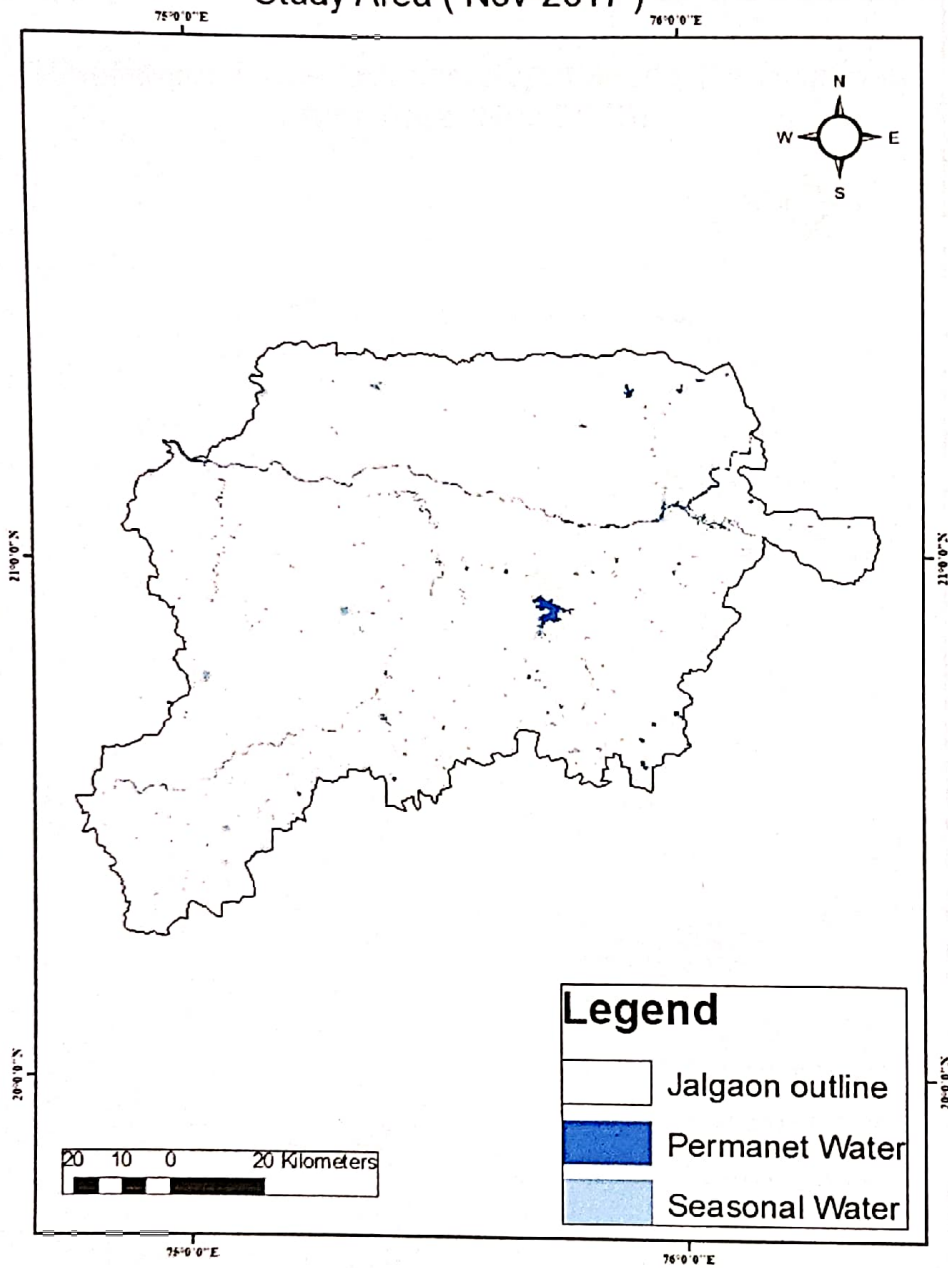 Study Area ( Nov 2017 )
75°0'0"E 76°0'0"E
N
W E
S
21°0'0"N 21°0'0"N
Legend
Jalgaon outline
Permanet Water
Seasonal Water
20°0'0"N 20°0'0"N
20 10 0 20 Kilometers
75°0'0"E 76°0'0"E